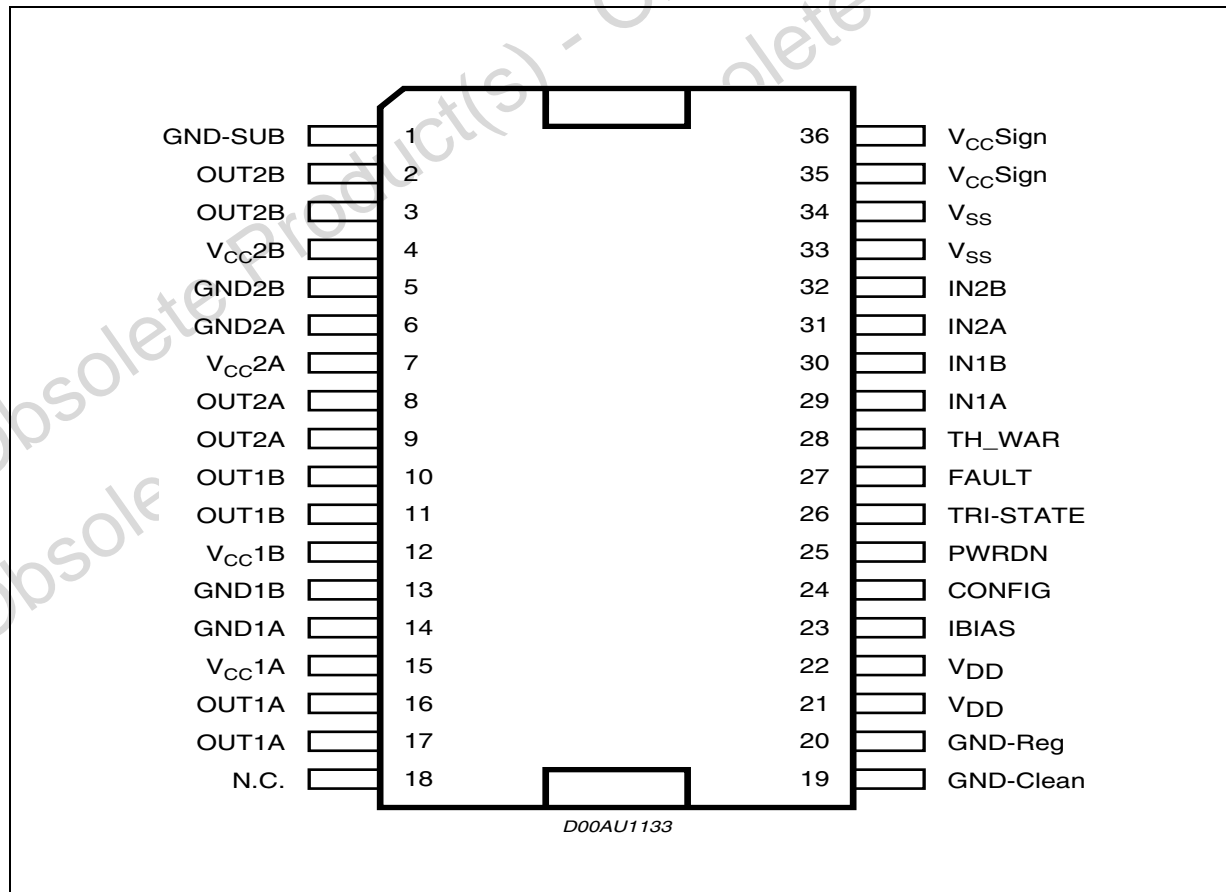 Obsolete Product(s) - O
GND-SUB 1 36 VCCSign
OUT2B 2 35 VCCSign
OUT2B 3 34 VSS
VCC2B 4 33 VSS
GND2B 5 32 IN2B
GND2A 6 31 IN2A
VCC2A 7 30 IN1B
OUT2A 8 29 IN1A
OUT2A 9 28 TH_WAR
OUT1B 10 27 FAULT
OUT1B 11 26 TRI-STATE
VCC1B 12 25 PWRDN
GND1B 13 24 CONFIG
GND1A 14 23 IBIAS
VCC1A 15 22 VDD
OUT1A 16 21 VDD
OUT1A 17 20 GND-Reg
N.C. 18 19 GND-Clean
D00AU1133